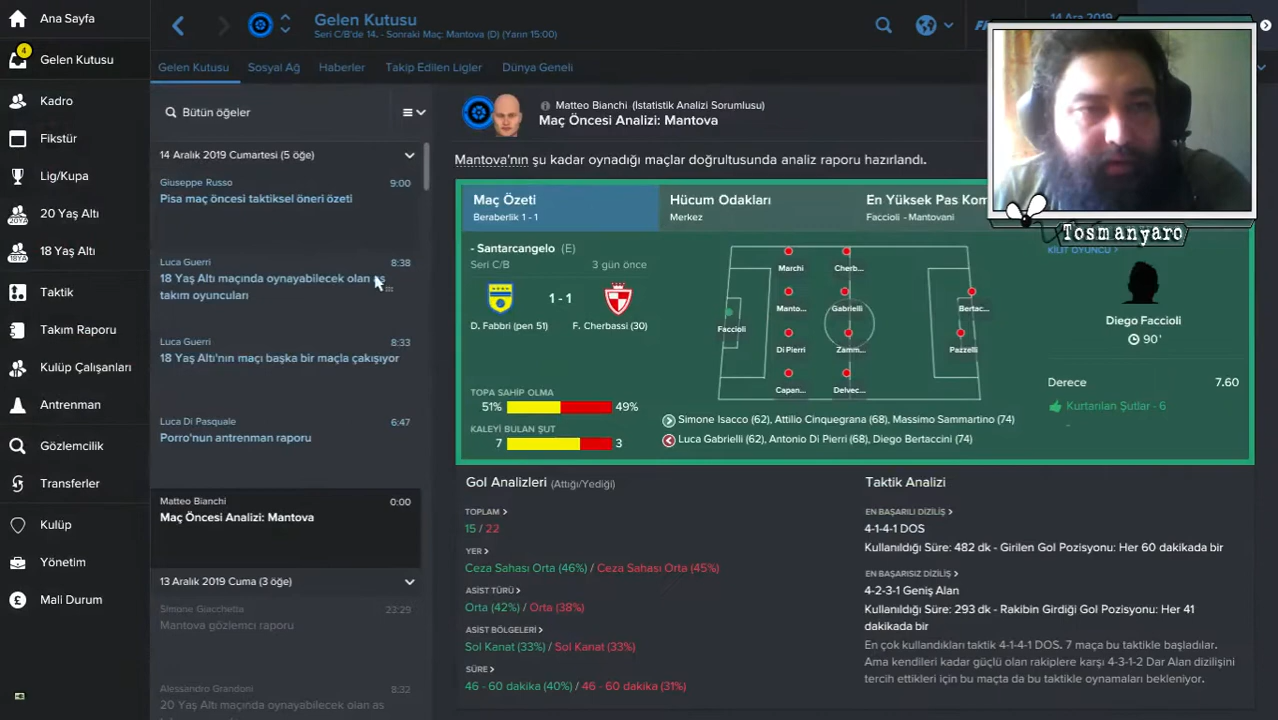 Ana Sayfa
4
Gelen Kutusu
Kadro
Fikstür
Lig/Kupa
20YA
20 Yaş Altı
18YA
18 Yaş Altı
Taktik
Takım Raporu
Kulüp Çalışanları
Antrenman
Gözlemcilik
Transferler
Kulüp
Yönetim
Mali Durum
Gelen Kutusu
Seri C/B'de 14. - Sonraki Maç: Mantova (D) (Yarın 15:00)
14 Ara 2019
Gelen Kutusu
Sosyal Ağ
Haberler
Takip Edilen Ligler
Dünya Geneli
Bütün öğeler
14 Aralık 2019 Cumartesi (5 öğe)
Giuseppe Russo
9:00
Pisa maç öncesi taktiksel öneri özeti
Luca Guerri
8:38
18 Yaş Altı maçında oynayabilecek olan as
takım oyuncuları
Luca Guerri
8:33
18 Yaş Altı'nın maçı başka bir maçla çakışıyor
Luca Di Pasquale
6:47
Porro'nun antrenman raporu
Matteo Bianchi
0:00
Maç Öncesi Analizi: Mantova
13 Aralık 2019 Cuma (3 öğe)
Simone Giacchetta
23:29
Mantova gözlemci raporu
Alessandro Grandoni
8:32
20 Yaş Altı maçında oynayabilecek olan as
Matteo Bianchi (İstatistik Analizi Sorumlusu)
Maç Öncesi Analizi: Mantova
Mantova'nın şu kadar oynadığı maçlar doğrultusunda analiz raporu hazırlandı.
Maç Özeti
Beraberlik 1 - 1
Hücum Odakları
Merkez
En Yüksek Pas Kom
Faccioli - Mantovani
Tosmanyaro
- Santarcangelo (E)
Seri C/B
3 gün önce
1 - 1
D. Fabbri (pen 51)
F. Cherbassi (30)
TOPA SAHİP OLMA
51%
49%
KALEYİ BULAN ŞUT
7
3
Marchi
Cherb...
Manto...
Gabrielli
Bertac...
Faccioli
Di Pierri
Zamm...
Pazzelli
Capan...
Delvec...
Simone Isacco (62), Attilio Cinquegrana (68), Massimo Sammartino (74)
Luca Gabrielli (62), Antonio Di Pierri (68), Diego Bertaccini (74)
KİLİT OYUNCU
Diego Faccioli
90'
Derece
7.60
Kurtarılan Şutlar - 6
-
Gol Analizleri (Attığı/Yediği)
TOPLAM
15 / 22
YER
Ceza Sahası Orta (46%) / Ceza Sahası Orta (45%)
ASİST TÜRÜ
Orta (42%) / Orta (38%)
ASİST BÖLGELERİ
Sol Kanat (33%) / Sol Kanat (33%)
SÜRE
46 - 60 dakika (40%) / 46 - 60 dakika (31%)
Taktik Analizi
EN BAŞARILI DİZİLİŞ
4-1-4-1 DOS
Kullanıldığı Süre: 482 dk - Girilen Gol Pozisyonu: Her 60 dakikada bir
EN BAŞARISIZ DİZİLİŞ
4-2-3-1 Geniş Alan
Kullanıldığı Süre: 293 dk - Rakibin Girdiği Gol Pozisyonu: Her 41
dakikada bir
En çok kullandıkları taktik 4-1-4-1 DOS. 7 maça bu taktikle başladılar.
Ama kendileri kadar güçlü olan rakiplere karşı 4-3-1-2 Dar Alan dizilişini
tercih ettikleri için bu maçta da bu taktikle oynamaları bekleniyor.